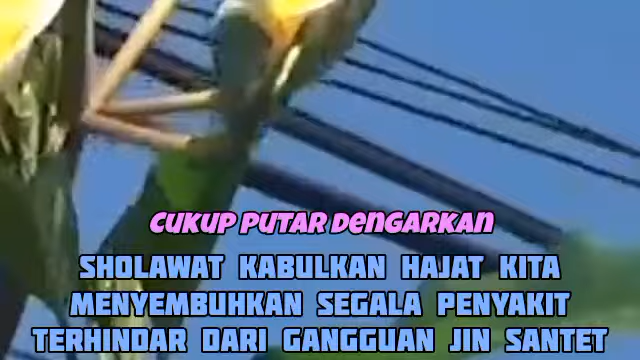 CUKUP PUTAR DENGARKAN
SHOLAWAT KABULKAN HAJAT KITA
MENYEMBUHKAN SEGALA PENYAKIT
TERHINDAR DARI GANGGUAN JIN SANTET